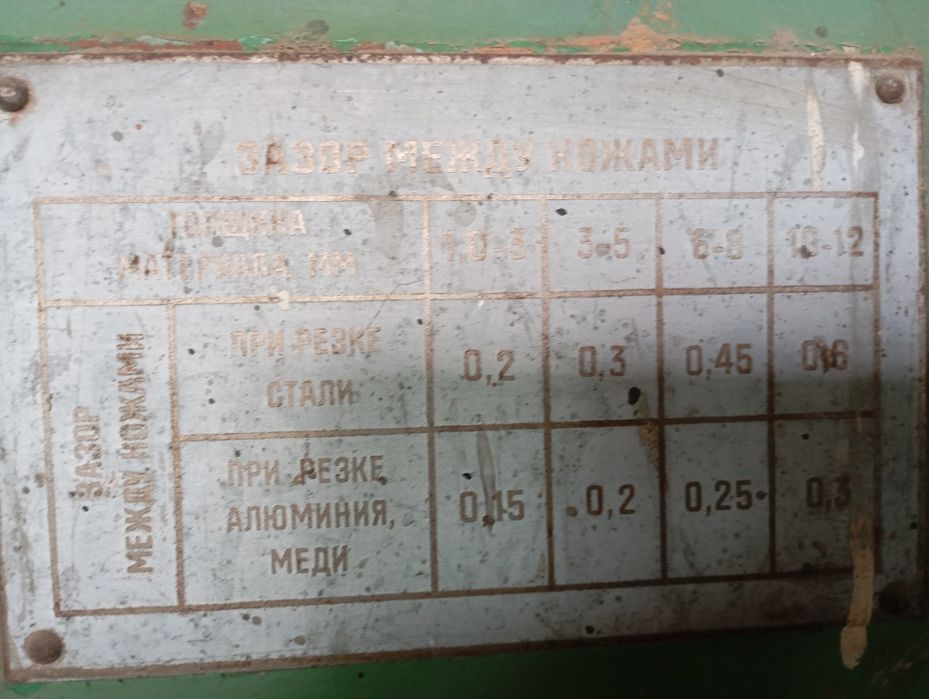 ЗАЗОР МЕЖДУ НОЖАМИ
ТОЛЩИНА
МАТЕРИАЛА, ММ
1.0-3
3-5
6-8
10-12
ЗАЗОР
МЕЖДУ НОЖАМИ
ПРИ РЕЗКЕ
СТАЛИ
0,2
0,3
0,45
0,6
ПРИ РЕЗКЕ
АЛЮМИНИЯ,
МЕДИ
0,15
0,2
0,25
0,3